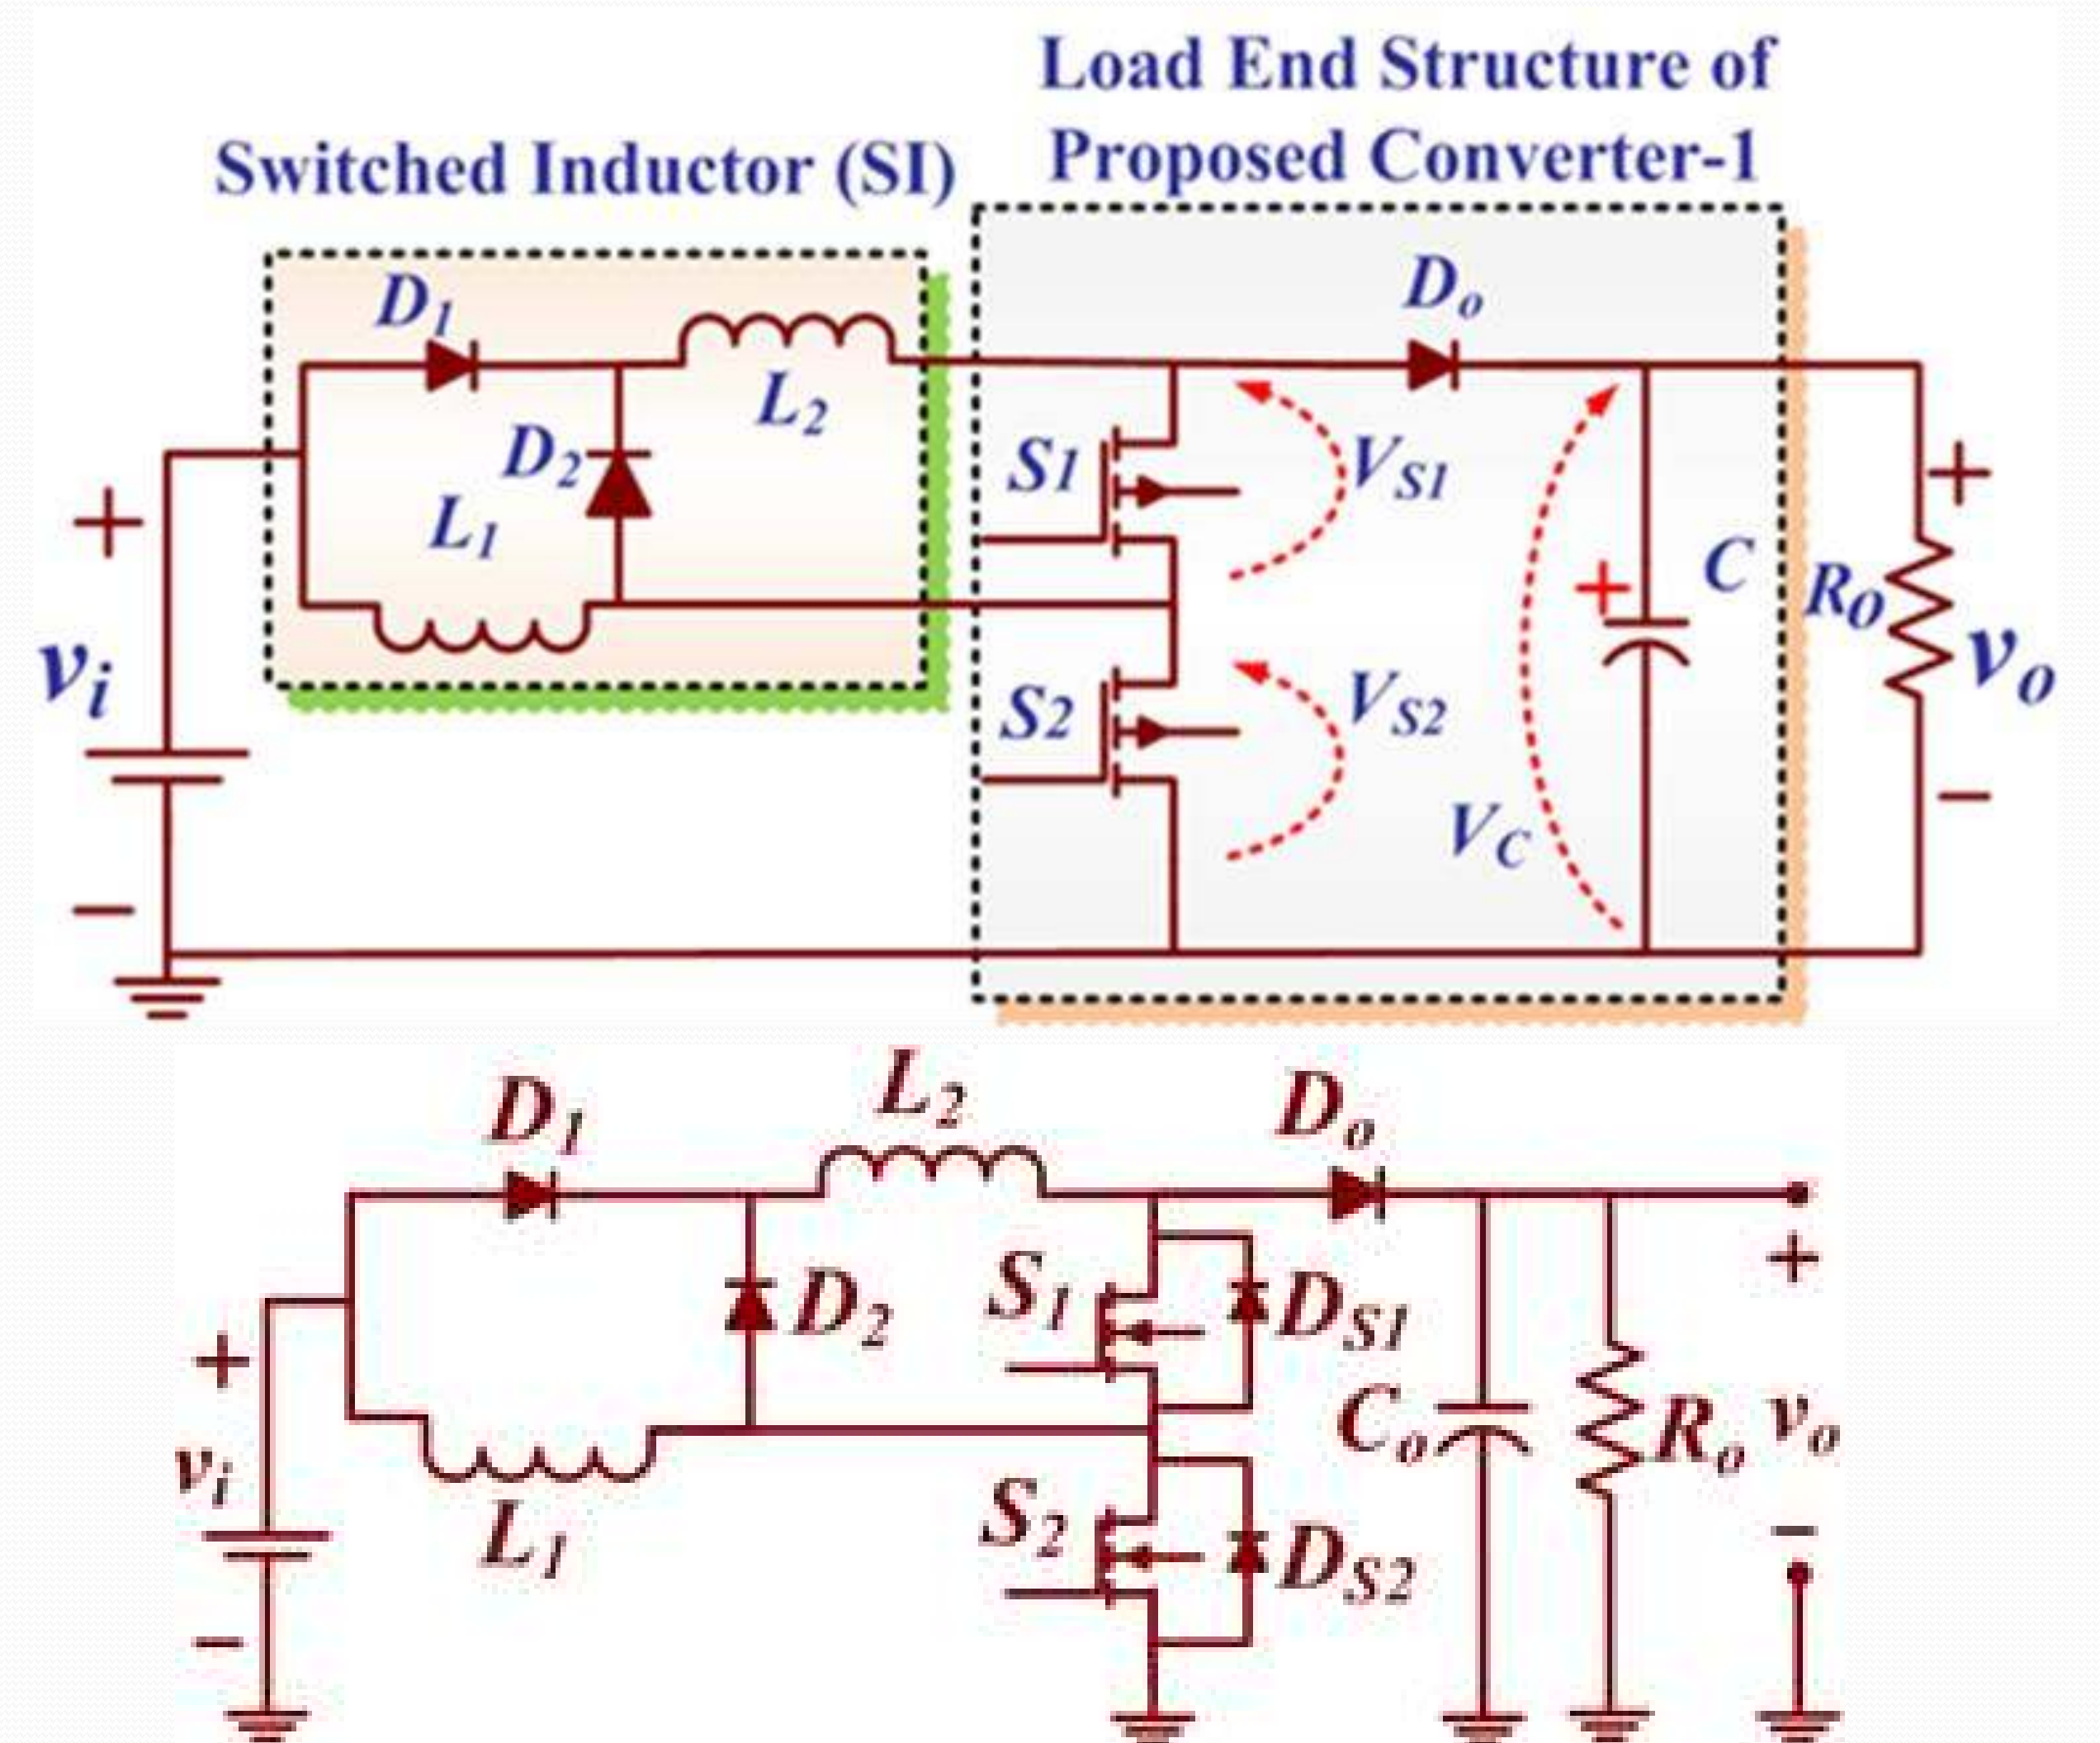 Load End Structure of
Proposed Converter-1
Switched Inductor (SI)
D1
Do
L2
D2
S1
VS1
L1
+
+
+
C
RO
vi
vo
S2
VS2
VC
−
−
L2
D1
Do
S1
D2
DS1
+
+
Co
Ro
vo
vi
L1
S2
DS2
−
−